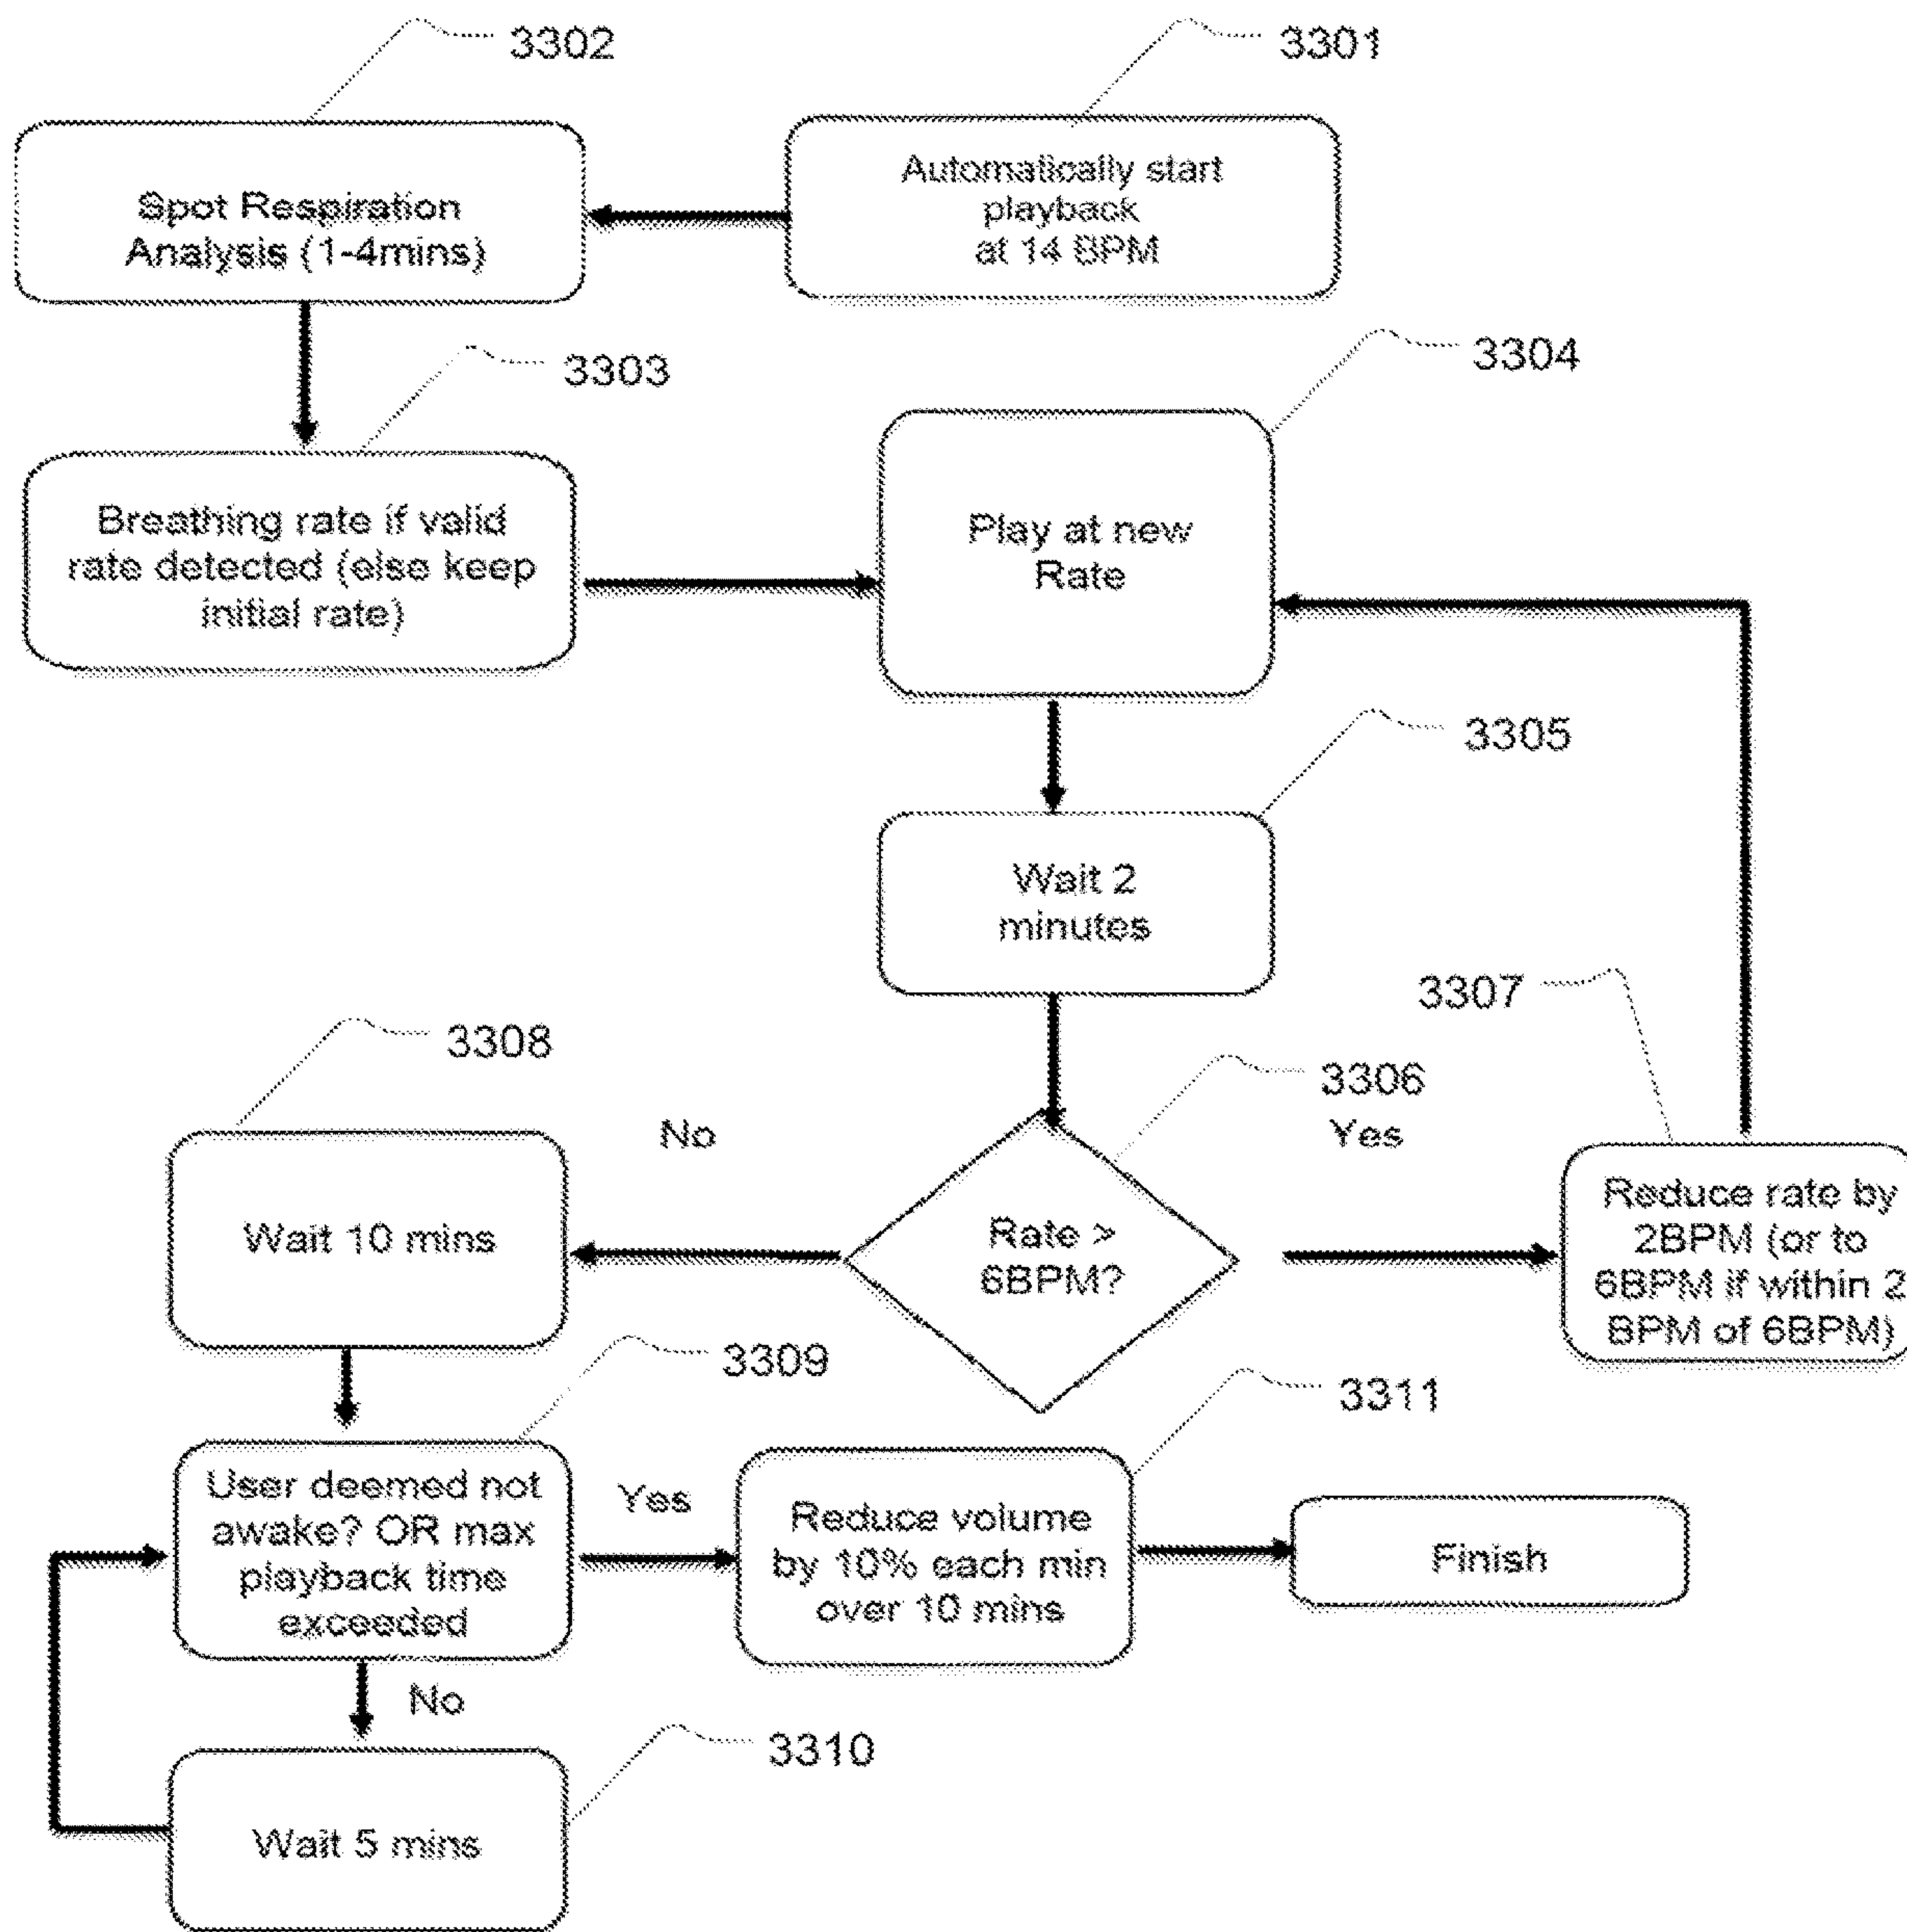 3302
3301
Spot Respiration
Analysis (1-4mins)
Automatically start
playback
at 14 BPM
3303
3304
Breathing rate if valid
rate detected (else keep
initial rate)
Play at new
Rate
3305
Wait 2
minutes
3307
3308
3306
No
Yes
Wait 10 mins
Rate >
6BPM?
Reduce rate by
2BPM (or to
6BPM if within 2
BPM of 6BPM)
3309
3311
User deemed not
awake? OR max
playback time
exceeded
Yes
Reduce volume
by 10% each min
over 10 mins
Finish
No
3310
Wait 5 mins